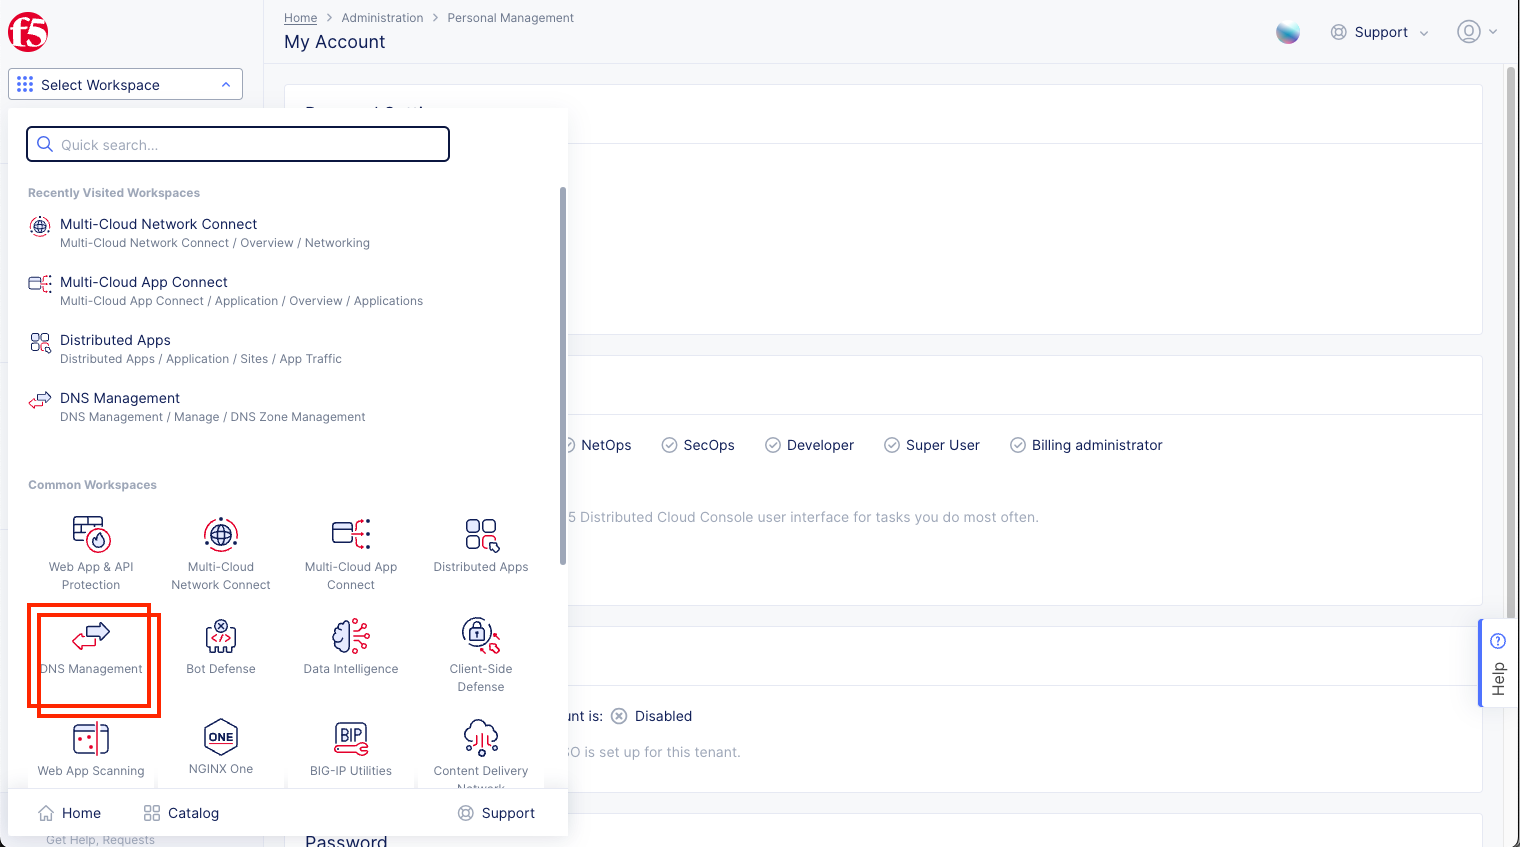 f5
Home > Administration > Personal Management
My Account
Support
Select Workspace
Quick search...
Recently Visited Workspaces
Multi-Cloud Network Connect
Multi-Cloud Network Connect / Overview / Networking
Multi-Cloud App Connect
Multi-Cloud App Connect / Application / Overview / Applications
Distributed Apps
Distributed Apps / Application / Sites / App Traffic
DNS Management
DNS Management / Manage / DNS Zone Management
NetOps SecOps Developer Super User Billing administrator
Common Workspaces
5 Distributed Cloud Console user interface for tasks you do most often.
Web App & API
Protection
Multi-Cloud
Network Connect
Multi-Cloud App
Connect
Distributed Apps
DNS Management
Bot Defense
Data Intelligence
Client-Side
Defense
Help
unt is: Disabled
SO is set up for this tenant.
Web App Scanning
ONE
NGINX One
BIP
BIG-IP Utilities
Content Delivery
Network
Home
Catalog
Support
Get Help, Requests
Password